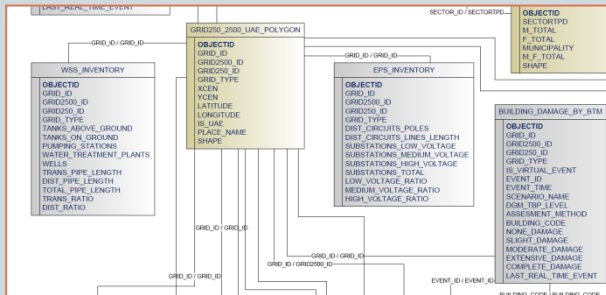 LAST_REAL_TIME_EVENT
SECTOR_ID / SECTORTPD
OBJECTID
SECTORTPD
M_TOTAL
F_TOTAL
MUNICIPALITY
M_F_TOTAL
SHAPE
GRID250_2500_UAE_POLYGON
OBJECTID
GRID_ID
GRID2500_ID
GRID250_ID
GRID_TYPE
XCEN
YCEN
LATITUDE
LONGITUDE
IS_UAE
PLACE_NAME
SHAPE
GRID_ID / GRID_ID
GRID_ID / GRID_ID
WSS_INVENTORY
OBJECTID
GRID_ID
GRID2500_ID
GRID250_ID
GRID_TYPE
TANKS_ABOVE_GROUND
TANKS_ON_GROUND
PUMPING_STATIONS
WATER_TREATMENT_PLANTS
WELLS
TRANS_PIPE_LENGTH
DIST_PIPE_LENGTH
TOTAL_PIPE_LENGTH
TRANS_RATIO
DIST_RATIO
EPS_INVENTORY
OBJECTID
GRID_ID
GRID2500_ID
GRID250_ID
GRID_TYPE
DIST_CIRCUITS_POLES
DIST_CIRCUITS_LINES_LENGTH
SUBSTATIONS_LOW_VOLTAGE
SUBSTATIONS_MEDIUM_VOLTAGE
SUBSTATIONS_HIGH_VOLTAGE
SUBSTATIONS_TOTAL
LOW_VOLTAGE_RATIO
MEDIUM_VOLTAGE_RATIO
HIGH_VOLTAGE_RATIO
BUILDING_DAMAGE_BY_BTM
OBJECTID
GRID_ID
GRID2500_ID
GRID250_ID
GRID_TYPE
IS_VIRTUAL_EVENT
EVENT_ID
EVENT_TIME
SCENARIO_NAME
DGM_TBP_LEVEL
ASSESMENT_METHOD
BUILDING_CODE
NONE_DAMAGE
SLIGHT_DAMAGE
MODERATE_DAMAGE
EXTENSIVE_DAMAGE
COMPLETE_DAMAGE
LAST_REAL_TIME_EVENT
GRID_ID / GRID_ID
GRID_ID / GRID_ID
GRID_ID / GRID2500_ID
GRID_ID / GRID_ID
EVENT_ID / EVENT_ID
BUILDING_CODE / BUILDING_CODE